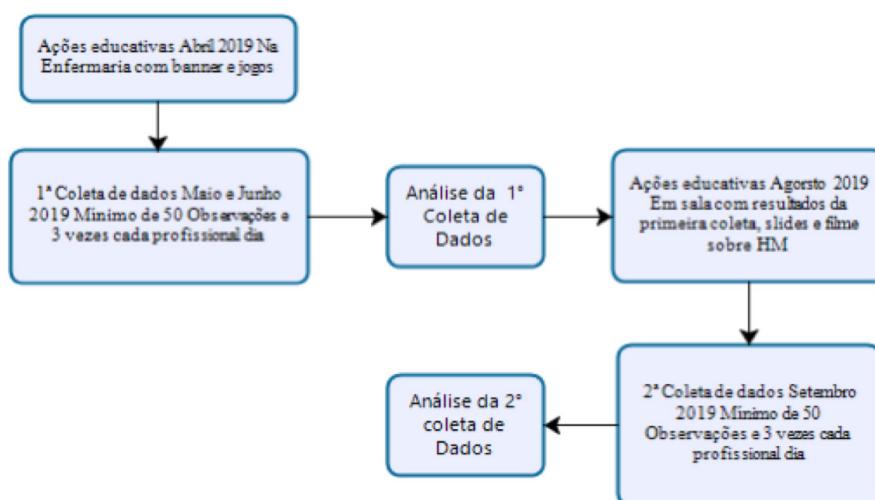 Ações educativas Abril 2019 Na
Enfermaria com banner e jogos
1ª Coleta de dados Maio e Junho
2019 Mínimo de 50 Observações e
3 vezes cada profissional dia
Análise da 1°
Coleta de
Dados
Ações educativas Agorsto 2019
Em sala com resultados da
primeira coleta, slides e filme
sobre HM
2ª Coleta de dados Setembro
2019 Mínimo de 50
Observações e 3 vezes cada
profissional dia
Análise da 2°
coleta de
Dados